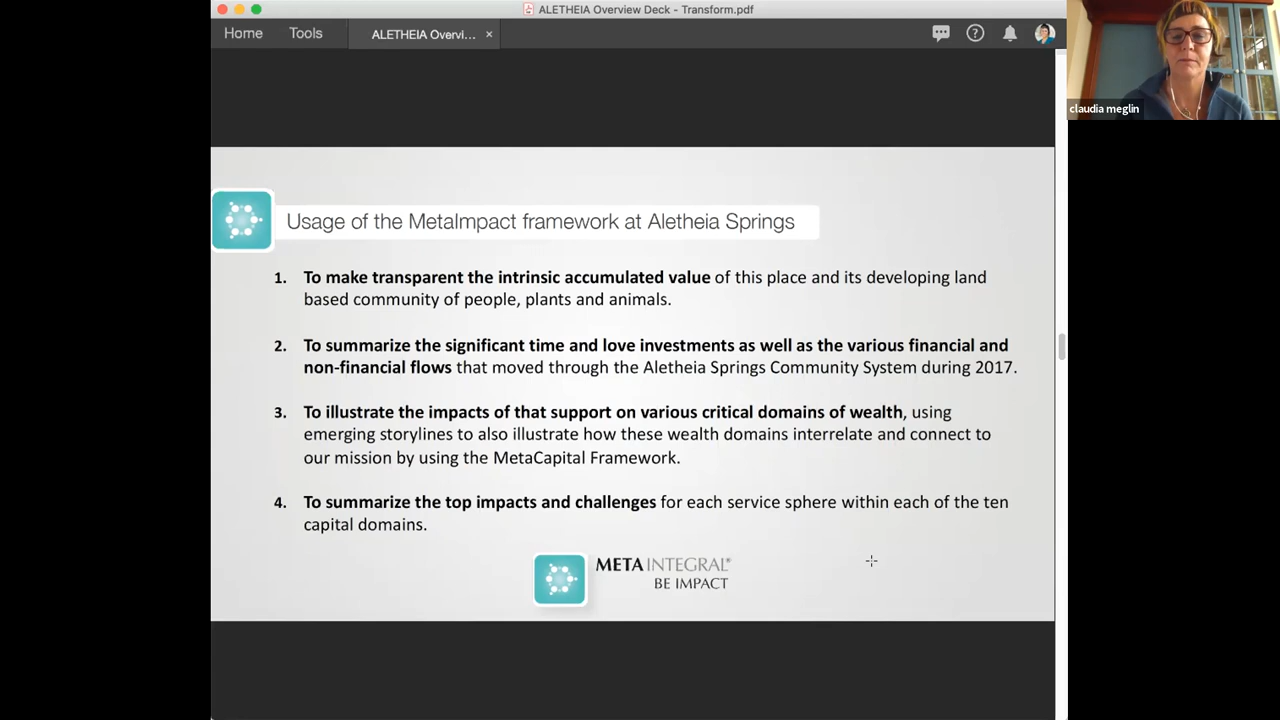 ALETHEIA Overview Deck - Transform.pdf
Home
Tools
ALETHEIA Overvi...
×
claudia meglin
Usage of the MetaImpact framework at Aletheia Springs
1. To make transparent the intrinsic accumulated value of this place and its developing land
based community of people, plants and animals.
2. To summarize the significant time and love investments as well as the various financial and
non-financial flows that moved through the Aletheia Springs Community System during 2017.
3. To illustrate the impacts of that support on various critical domains of wealth, using
emerging storylines to also illustrate how these wealth domains interrelate and connect to
our mission by using the MetaCapital Framework.
4. To summarize the top impacts and challenges for each service sphere within each of the ten
capital domains.
METAINTEGRAL®
BE IMPACT